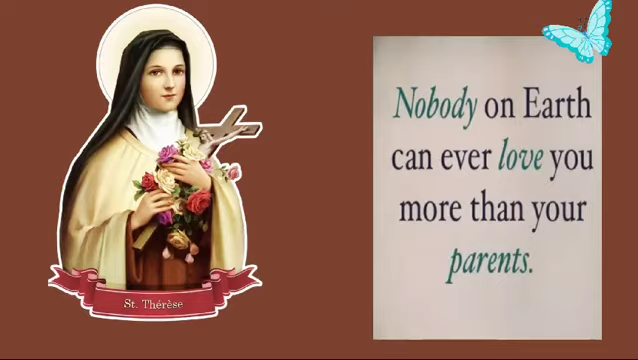 St. Thérèse
Nobody on Earth
can ever love you
more than your
parents.